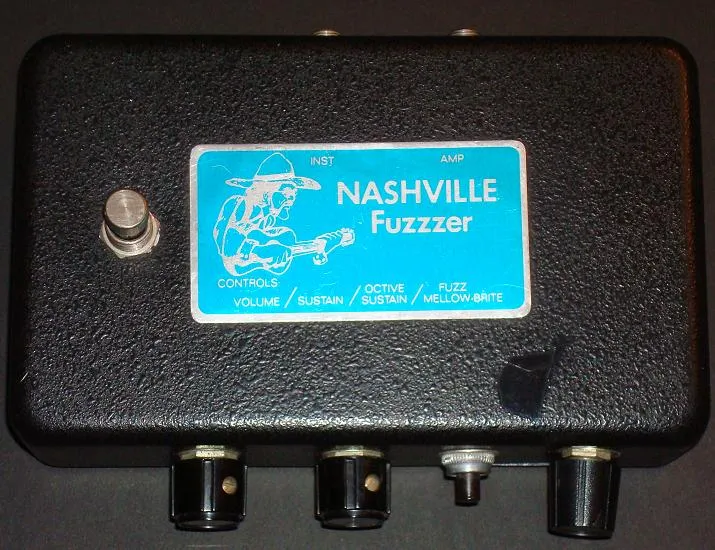 INST AMP
NASHVILLE
Fuzzzer
CONTROLS
VOLUME / SUSTAIN / OCTIVE SUSTAIN / FUZZ MELLOW-BRITE